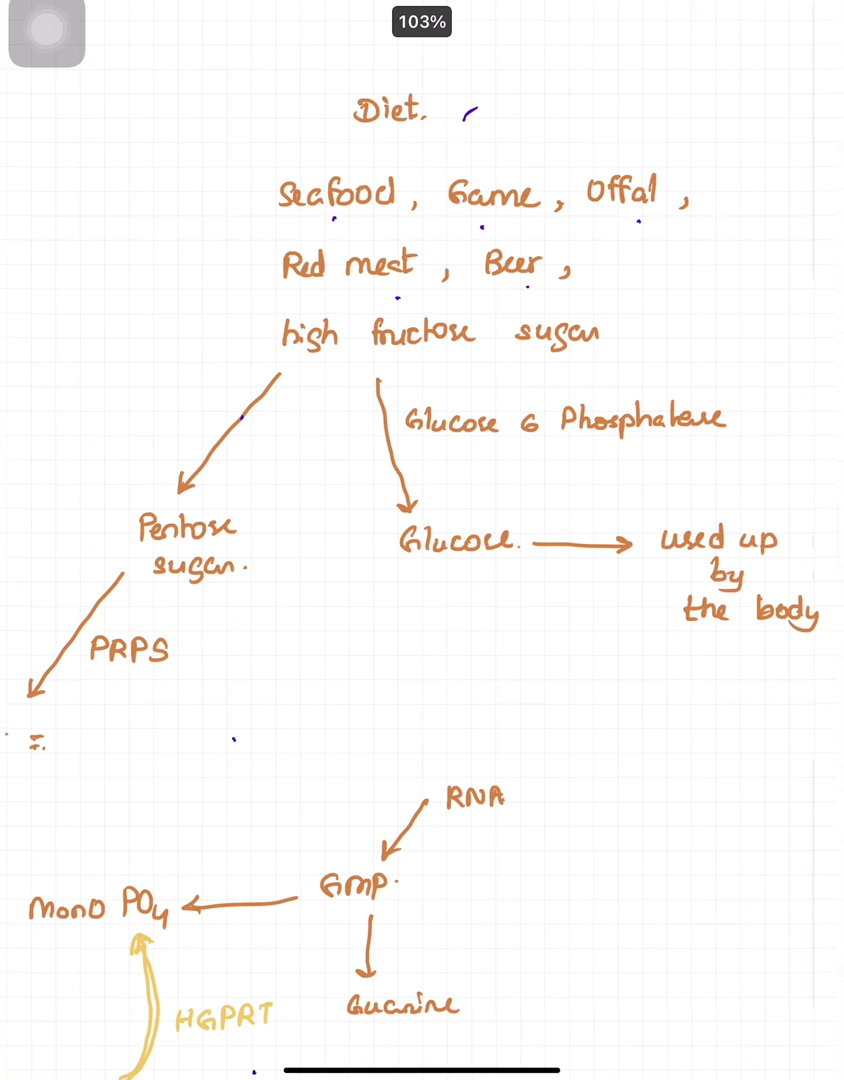 103%
Diet.
Seafood, Game, Offal,
Red meat, Beer,
high fructose sugar
Glucose 6 Phosphatase
Pentose
sugar.
Glucose. used up
by
the body
PRPS
RNA
GMP.
Mono PO4
Guanine
HGPRT